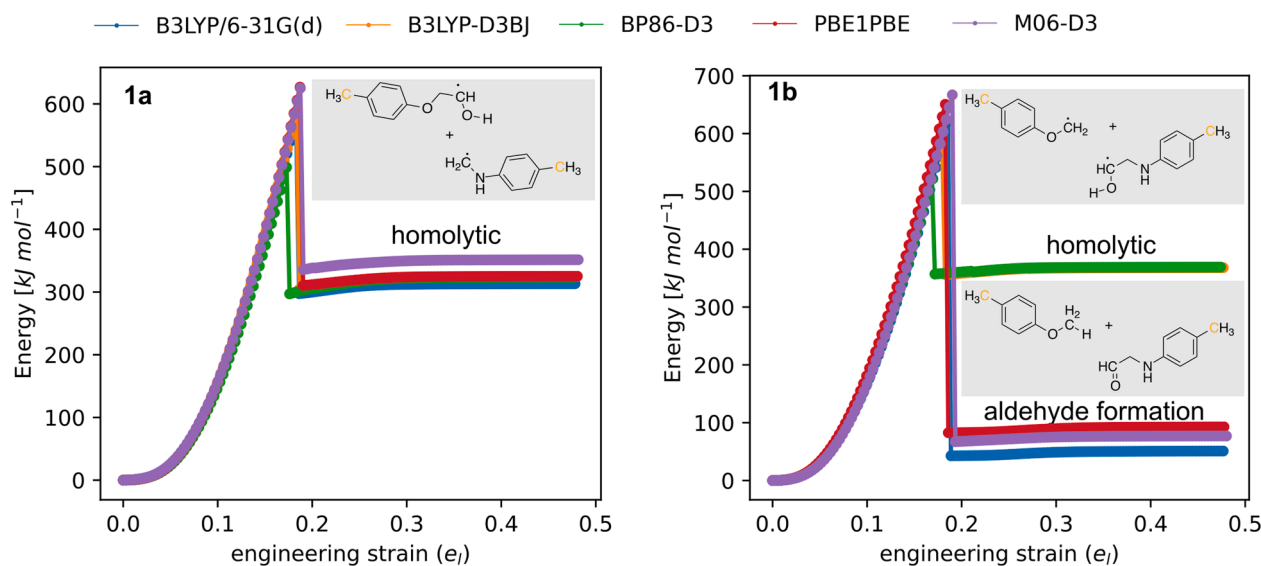 B3LYP/6-31G(d) B3LYP-D3BJ BP86-D3 PBE1PBE M06-D3
1a
Energy [kJ mol⁻¹]
600
500
400
300
200
100
0
0.0 0.1 0.2 0.3 0.4 0.5
engineering strain (eₗ)
H₃C
O
CH
O-H
+
H₂C
N
H
CH₃
homolytic
1b
Energy [kJ mol⁻¹]
700
600
500
400
300
200
100
0
0.0 0.1 0.2 0.3 0.4 0.5
engineering strain (eₗ)
H₃C
O
CH₂
+
HC
H
O
N
H
CH₃
homolytic
H₃C
O
H₂
C
H
+
HC
O
N
H
CH₃
aldehyde formation